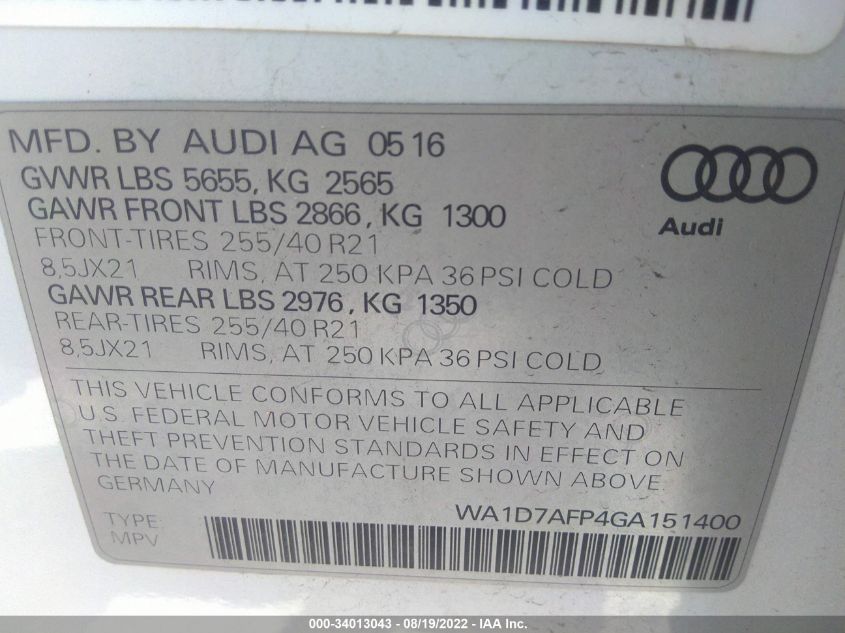 MFD. BY AUDI AG 0516
GVWR LBS 5655, KG 2565
GAWR FRONT LBS 2866, KG 1300
FRONT-TIRES 255/40 R21
8,5JX21 RIMS, AT 250 KPA 36 PSI COLD
GAWR REAR LBS 2976, KG 1350
REAR-TIRES 255/40 R21
8,5JX21 RIMS, AT 250 KPA 36 PSI COLD
Audi
THIS VEHICLE CONFORMS TO ALL APPLICABLE
U.S. FEDERAL MOTOR VEHICLE SAFETY AND
THEFT PREVENTION STANDARDS IN EFFECT ON
THE DATE OF MANUFACTURE SHOWN ABOVE.
GERMANY
WA1D7AFP4GA151400
TYPE:
MPV
000-34013043 - 08/19/2022 - IAA Inc.